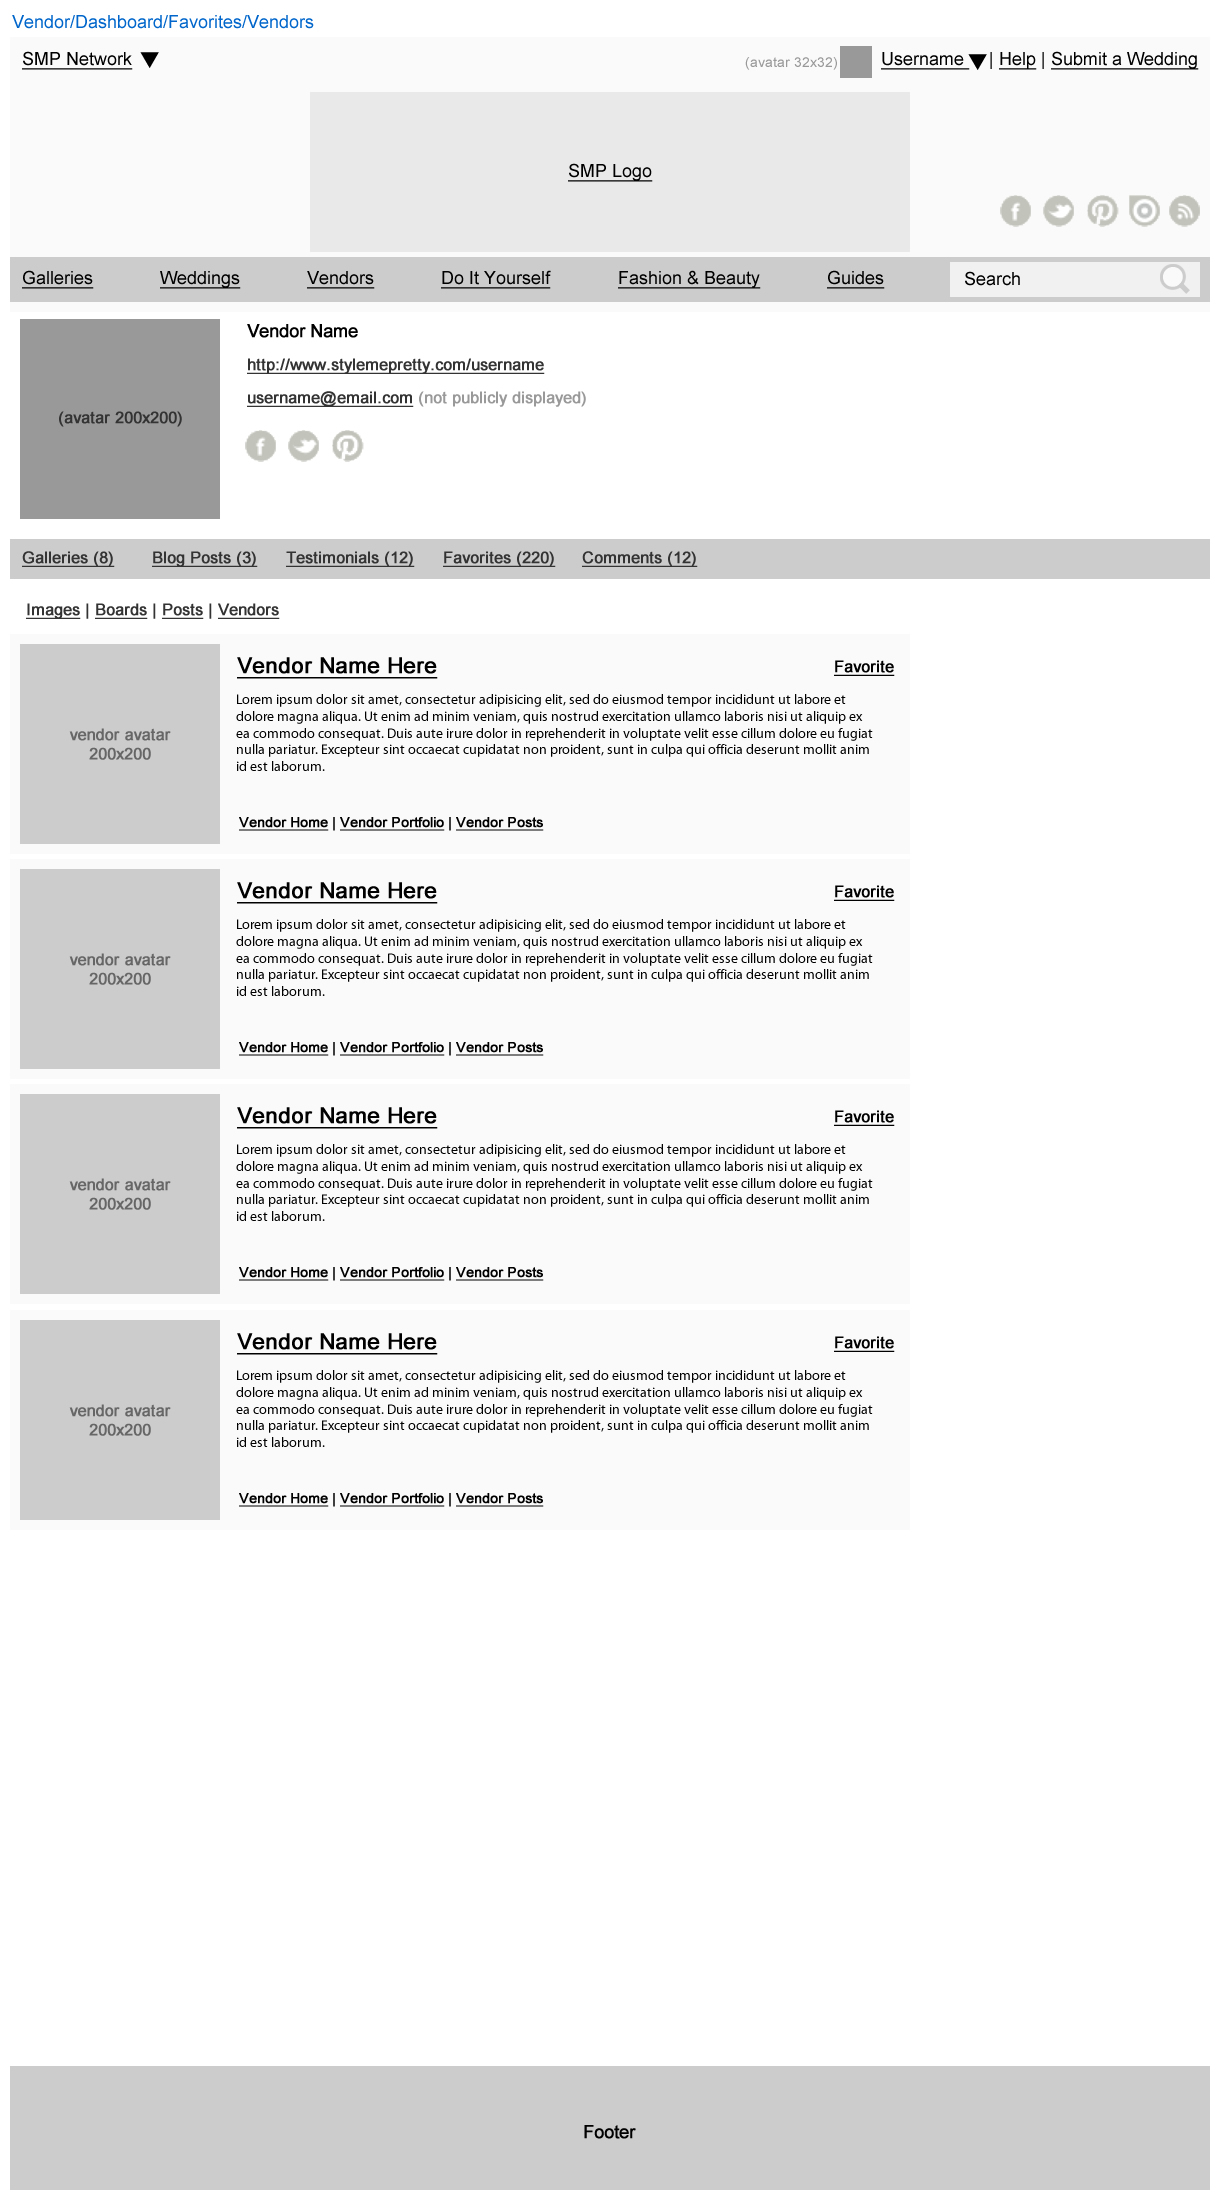 Vendor/Dashboard/Favorites/Vendors
SMP Network
(avatar 32x32) Username | Help | Submit a Wedding
SMP Logo
Galleries Weddings Vendors Do It Yourself Fashion & Beauty Guides Search
(avatar 200x200)
Vendor Name
http://www.stylemepretty.com/username
username@email.com (not publicly displayed)
Galleries (8) Blog Posts (3) Testimonials (12) Favorites (220) Comments (12)
Images | Boards | Posts | Vendors
vendor avatar
200x200
Vendor Name Here Favorite
Lorem ipsum dolor sit amet, consectetur adipisicing elit, sed do eiusmod tempor incididunt ut labore et
dolore magna aliqua. Ut enim ad minim veniam, quis nostrud exercitation ullamco laboris nisi ut aliquip ex
ea commodo consequat. Duis aute irure dolor in reprehenderit in voluptate velit esse cillum dolore eu fugiat
nulla pariatur. Excepteur sint occaecat cupidatat non proident, sunt in culpa qui officia deserunt mollit anim
id est laborum.
Vendor Home | Vendor Portfolio | Vendor Posts
vendor avatar
200x200
Vendor Name Here Favorite
Lorem ipsum dolor sit amet, consectetur adipisicing elit, sed do eiusmod tempor incididunt ut labore et
dolore magna aliqua. Ut enim ad minim veniam, quis nostrud exercitation ullamco laboris nisi ut aliquip ex
ea commodo consequat. Duis aute irure dolor in reprehenderit in voluptate velit esse cillum dolore eu fugiat
nulla pariatur. Excepteur sint occaecat cupidatat non proident, sunt in culpa qui officia deserunt mollit anim
id est laborum.
Vendor Home | Vendor Portfolio | Vendor Posts
vendor avatar
200x200
Vendor Name Here Favorite
Lorem ipsum dolor sit amet, consectetur adipisicing elit, sed do eiusmod tempor incididunt ut labore et
dolore magna aliqua. Ut enim ad minim veniam, quis nostrud exercitation ullamco laboris nisi ut aliquip ex
ea commodo consequat. Duis aute irure dolor in reprehenderit in voluptate velit esse cillum dolore eu fugiat
nulla pariatur. Excepteur sint occaecat cupidatat non proident, sunt in culpa qui officia deserunt mollit anim
id est laborum.
Vendor Home | Vendor Portfolio | Vendor Posts
vendor avatar
200x200
Vendor Name Here Favorite
Lorem ipsum dolor sit amet, consectetur adipisicing elit, sed do eiusmod tempor incididunt ut labore et
dolore magna aliqua. Ut enim ad minim veniam, quis nostrud exercitation ullamco laboris nisi ut aliquip ex
ea commodo consequat. Duis aute irure dolor in reprehenderit in voluptate velit esse cillum dolore eu fugiat
nulla pariatur. Excepteur sint occaecat cupidatat non proident, sunt in culpa qui officia deserunt mollit anim
id est laborum.
Vendor Home | Vendor Portfolio | Vendor Posts
Footer